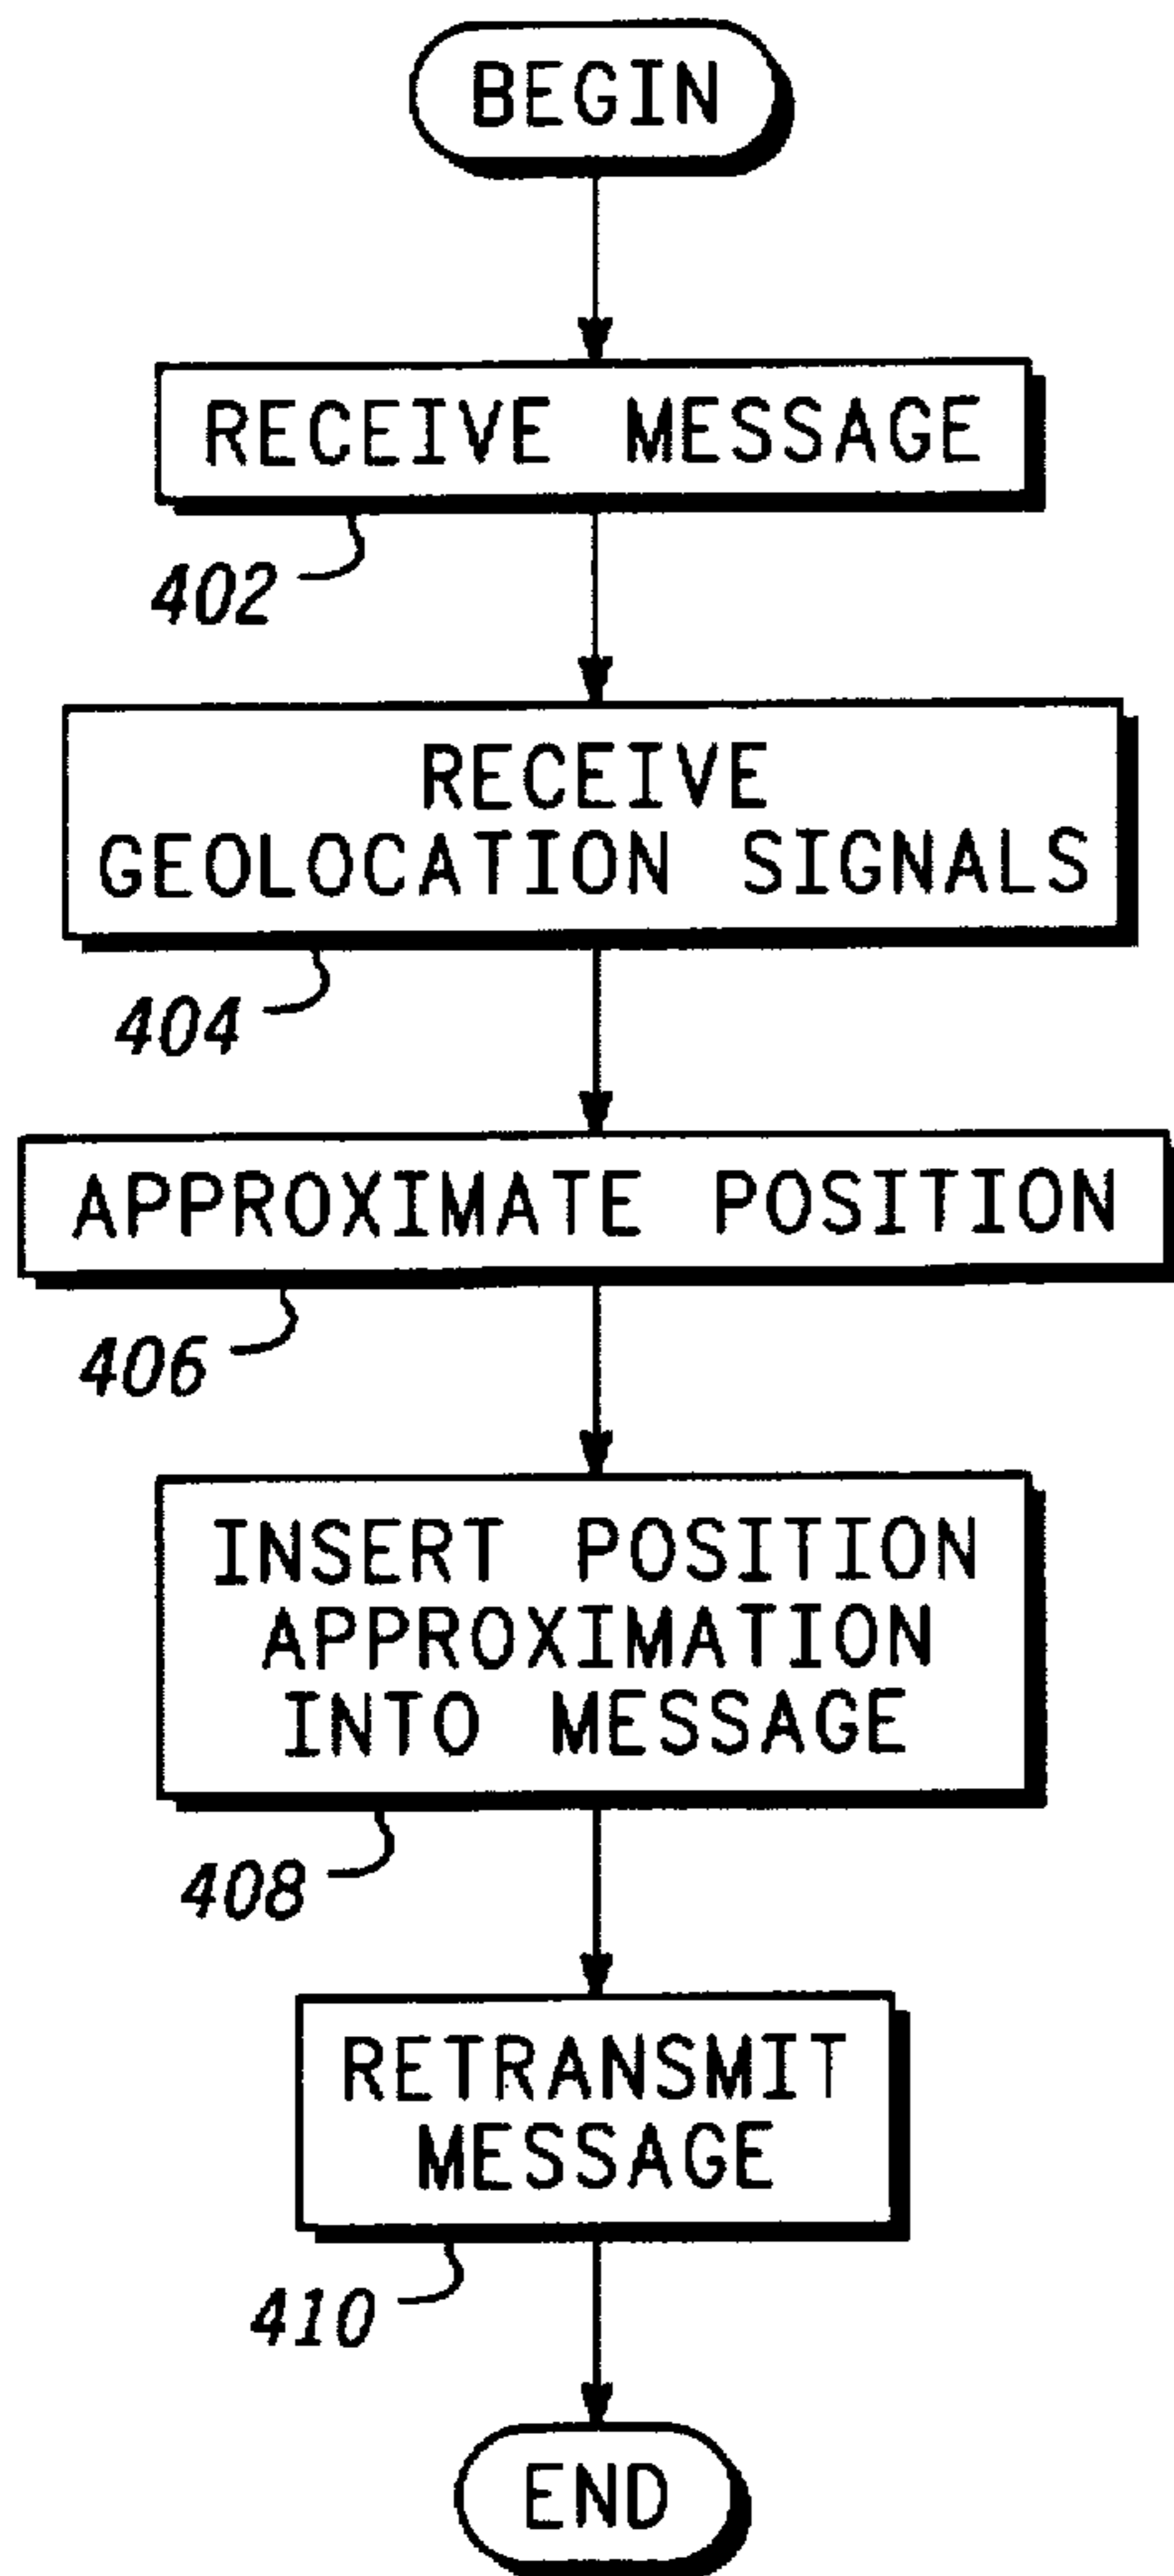 BEGIN
RECEIVE MESSAGE
402
RECEIVE
GEOLOCATION SIGNALS
404
APPROXIMATE POSITION
406
INSERT POSITION
APPROXIMATION
INTO MESSAGE
408
RETRANSMIT
MESSAGE
410
END